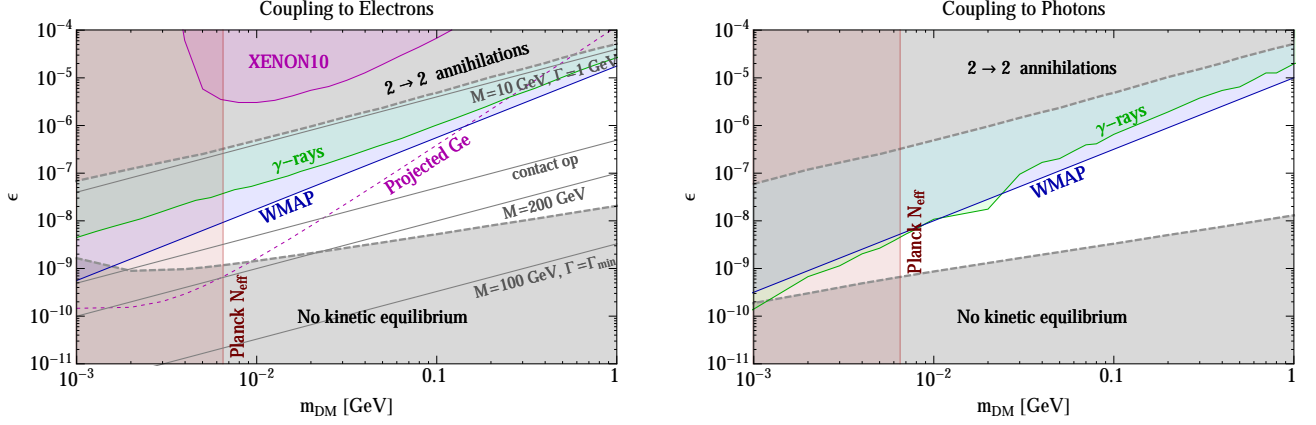 Coupling to Electrons
ϵ
10⁻⁴
10⁻⁵
10⁻⁶
10⁻⁷
10⁻⁸
10⁻⁹
10⁻¹⁰
10⁻¹¹
XENON10
2 → 2 annihilations
M=10 GeV, Γ=1 GeV
γ-rays
Projected Ge
contact op
WMAP
M=200 GeV
M=100 GeV, Γ=Γmin
Planck Neff
No kinetic equilibrium
10⁻³
10⁻²
0.1
1
mDM [GeV]
Coupling to Photons
ϵ
10⁻⁴
10⁻⁵
10⁻⁶
10⁻⁷
10⁻⁸
10⁻⁹
10⁻¹⁰
10⁻¹¹
2 → 2 annihilations
γ-rays
WMAP
Planck Neff
No kinetic equilibrium
10⁻³
10⁻²
0.1
1
mDM [GeV]